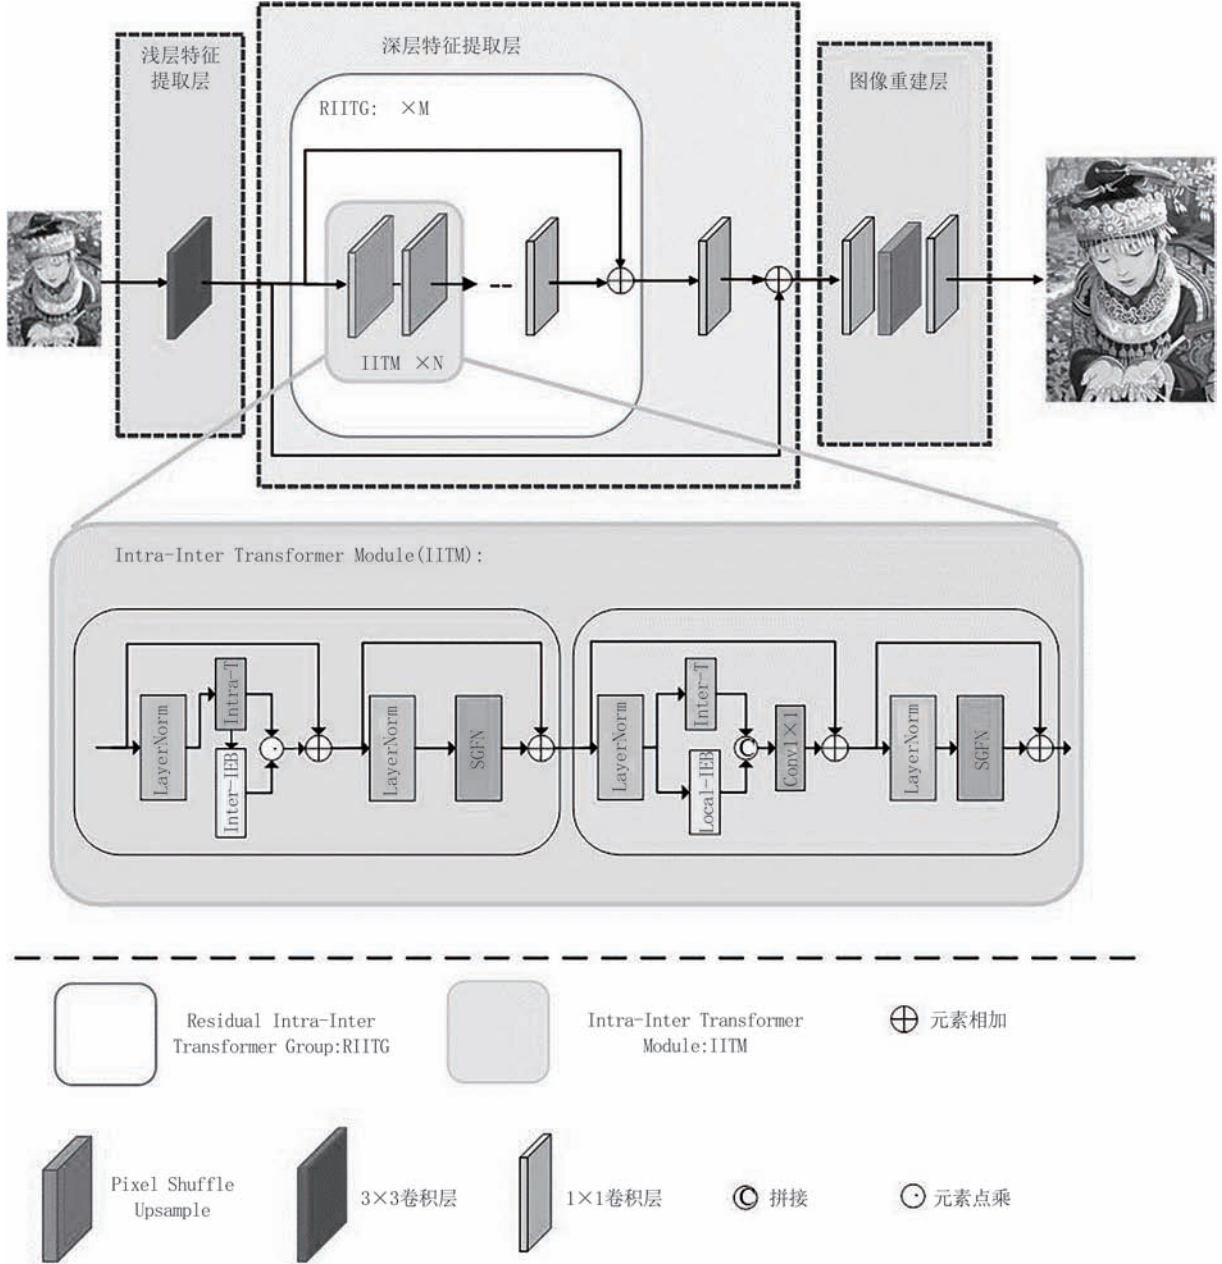 浅层特征
提取层
深层特征提取层
图像重建层
RIITG: ×M
IITM ×N
Intra-Inter Transformer Module(IITM):
LayerNorm
Intra-T
Inter-IEB
LayerNorm
SGFN
LayerNorm
Inter-T
Local-IEB
Conv1×1
LayerNorm
SGFN
Residual Intra-Inter
Transformer Group:RIITG
Intra-Inter Transformer
Module:IITM
元素相加
Pixel Shuffle
Upsample
3×3卷积层
1×1卷积层
拼接
元素点乘